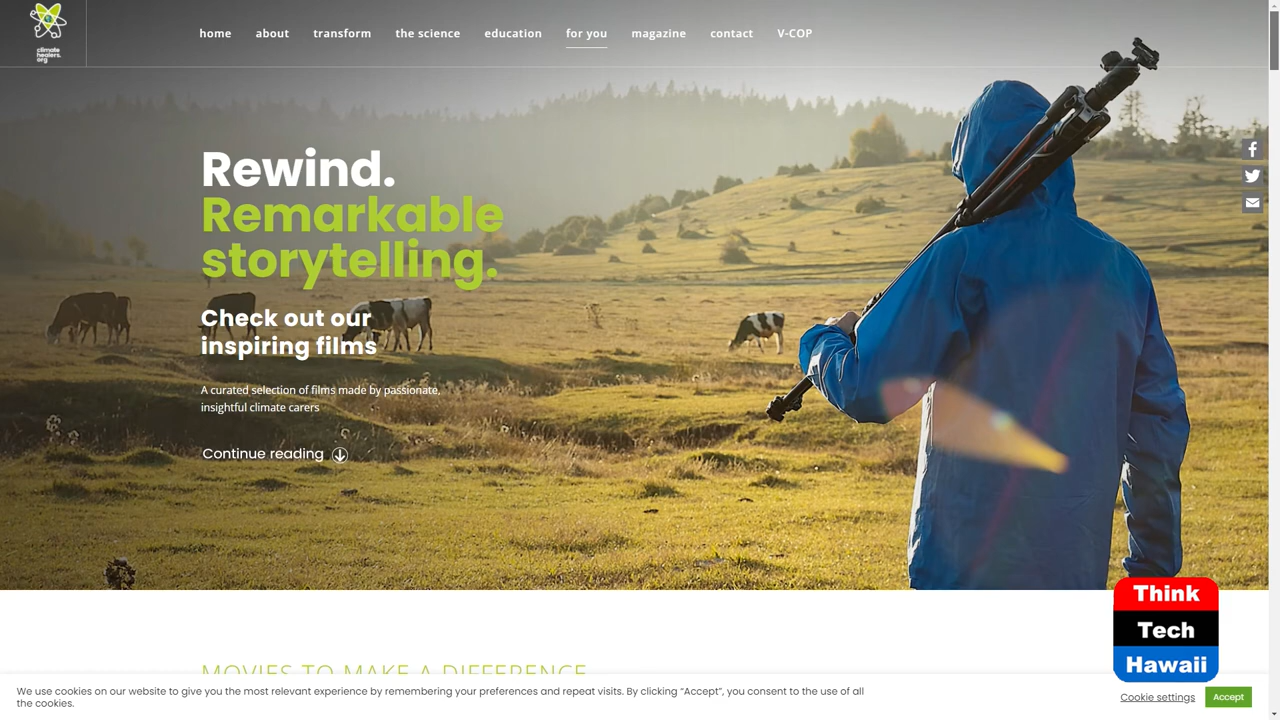 climate
healers.
org
home about transform the science education for you magazine contact V-COP
Rewind.
Remarkable
storytelling.
Check out our
inspiring films
A curated selection of films made by passionate,
insightful climate carers
Continue reading
MOVIES TO MAKE A DIFFERENCE
Think
Tech
Hawaii
We use cookies on our website to give you the most relevant experience by remembering your preferences and repeat visits. By clicking “Accept”, you consent to the use of all
the cookies.
Cookie settings Accept